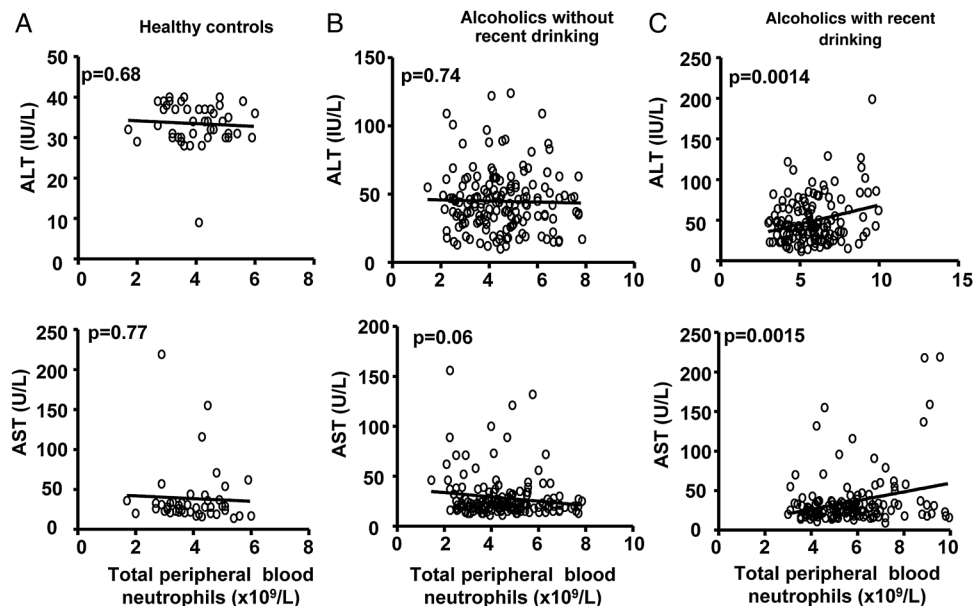 A
Healthy controls
B
Alcoholics without
recent drinking
C
Alcoholics with recent
drinking
p=0.68
ALT (IU/L)
50
40
30
20
10
0
0 2 4 6 8
p=0.74
ALT (IU/L)
150
100
50
0
0 2 4 6 8 10
p=0.0014
ALT (IU/L)
250
200
150
100
50
0
0 5 10 15
p=0.77
AST (U/L)
250
200
150
100
50
0
0 2 4 6 8
Total peripheral blood
neutrophils (x10⁹/L)
p=0.06
AST (U/L)
200
150
100
50
0
0 2 4 6 8 10
Total peripheral blood
neutrophils (x10⁹/L)
p=0.0015
AST (U/L)
250
200
150
100
50
0
0 2 4 6 8 10
Total peripheral blood
neutrophils (x10⁹/L)